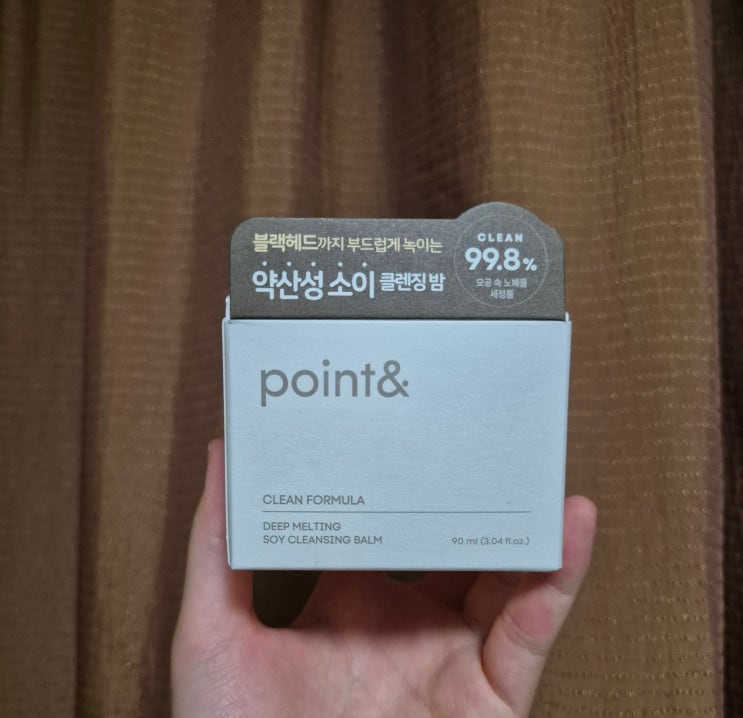 블랙헤드까지 부드럽게 녹이는
약산성 소이 클렌징 밤
CLEAN
99.8%
모공 속 노폐물
세정률
point&
CLEAN FORMULA
DEEP MELTING
SOY CLEANSING BALM
90 ml (3.04 fl.oz.)